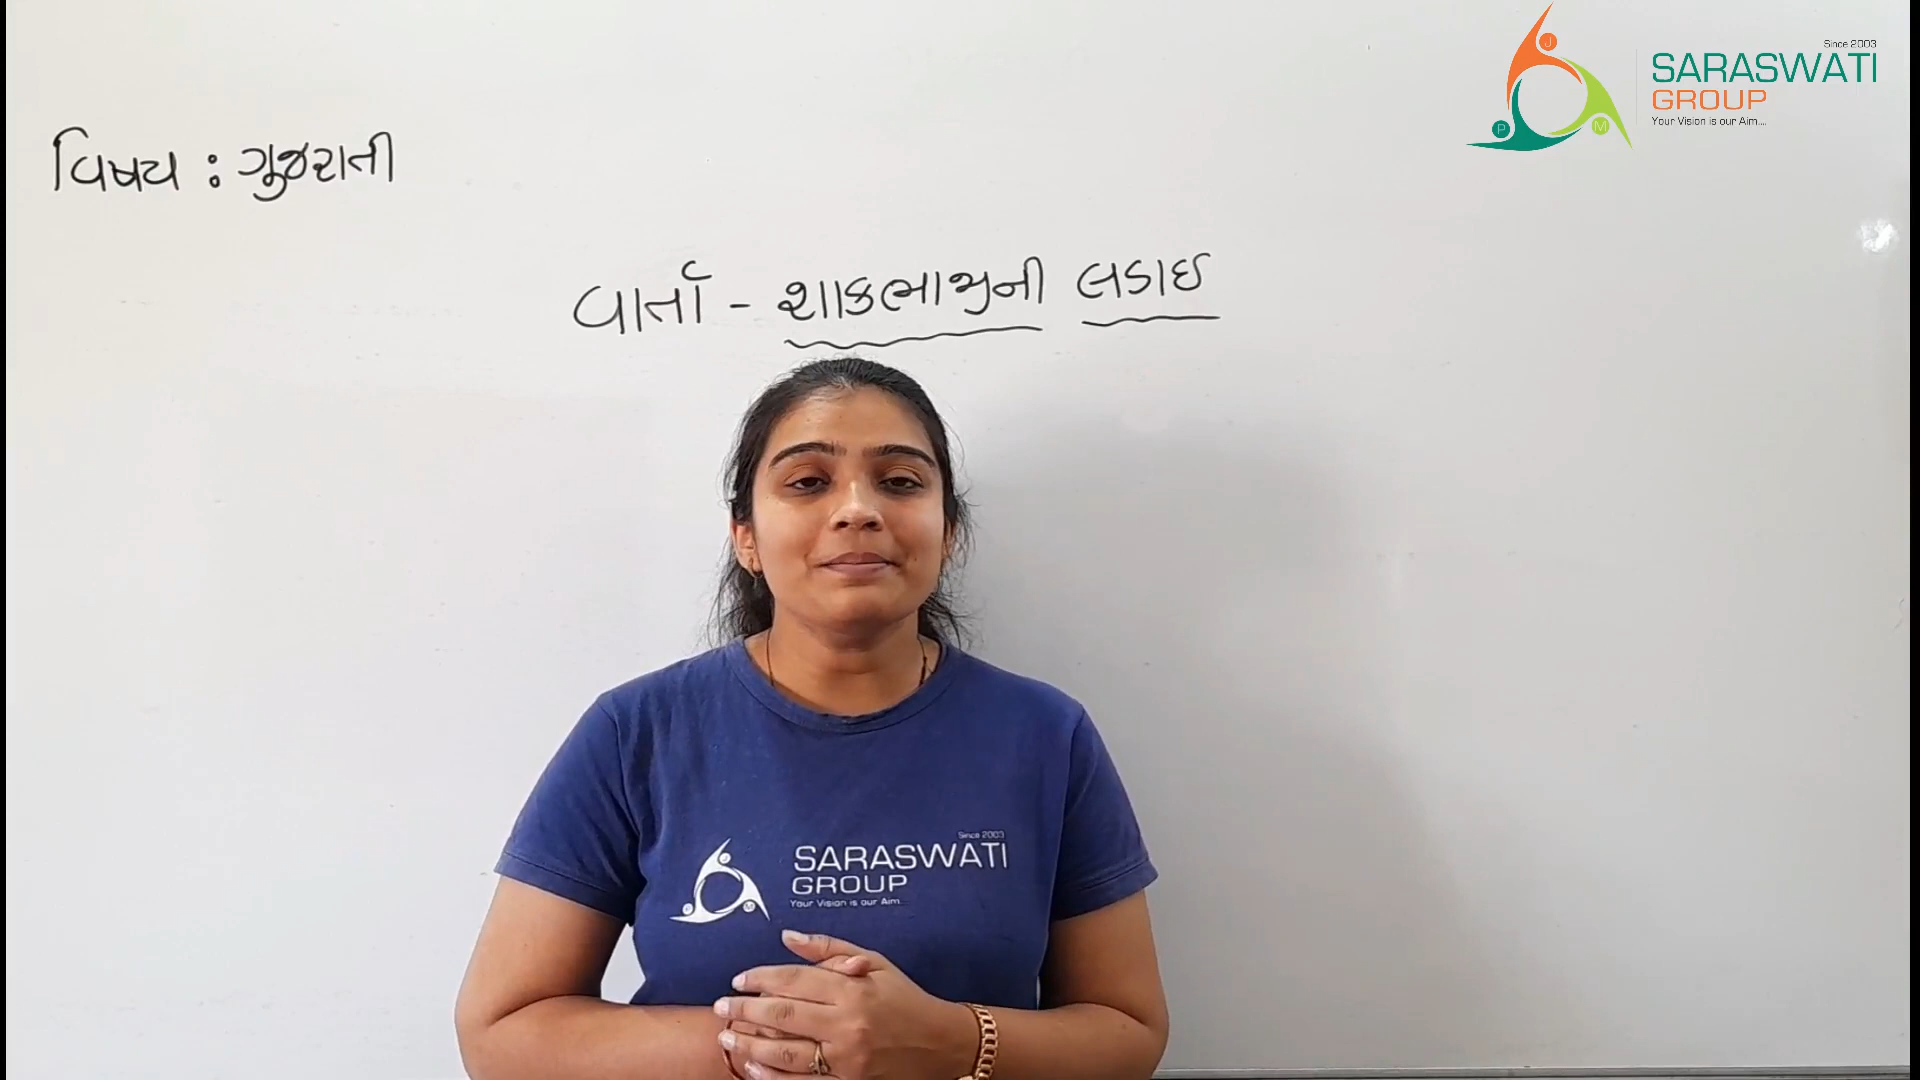 Since 2003
SARASWATI
GROUP
Your Vision is our Aim....
J
P
M
વિષય : ગુજરાતી
વાર્તા - શાકભાજીની લડાઈ
Since 2003
SARASWATI
GROUP
Your Vision is our Aim...